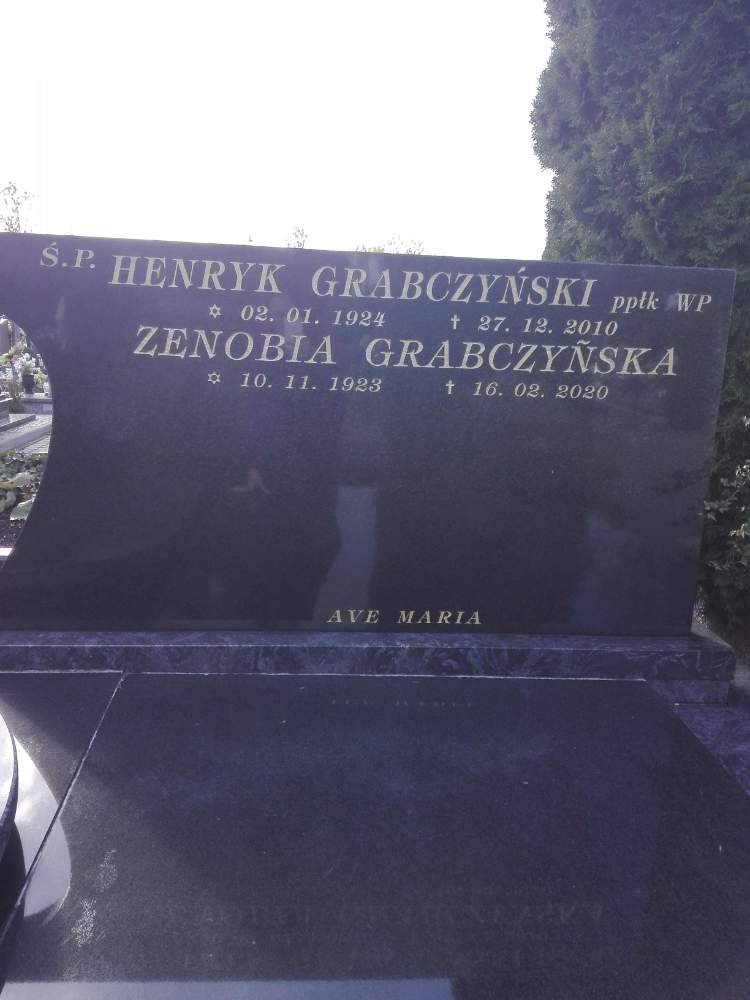 Ś.P. HENRYK GRABCZYŃSKI ppłk WP
✡ 02. 01. 1924 † 27. 12. 2010
ZENOBIA GRABCZYÑSKA
✡ 10. 11. 1923 † 16. 02. 2020
AVE MARIA